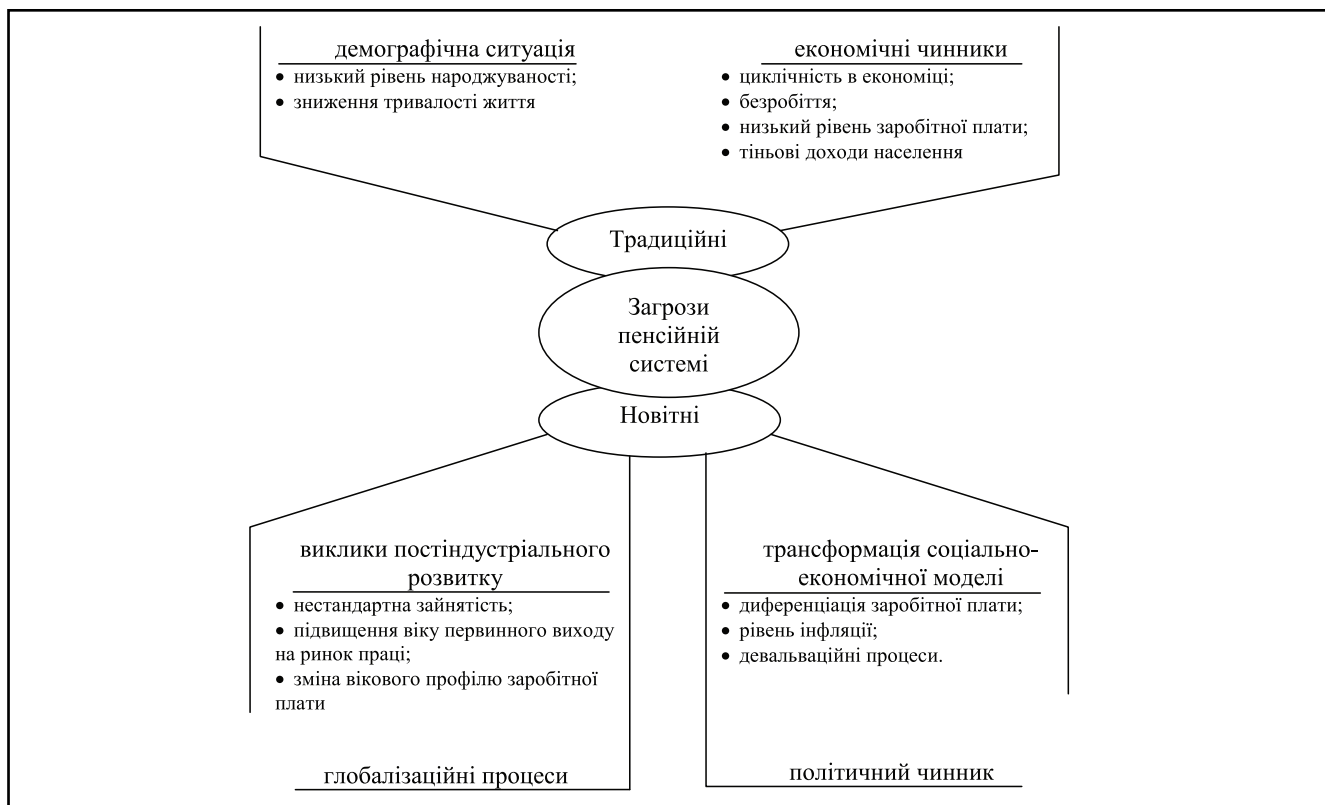 демографічна ситуація
• низький рівень народжуваності;
• зниження тривалості життя
економічні чинники
• циклічність в економіці;
• безробіття;
• низький рівень заробітної плати;
• тіньові доходи населення
Традиційні
Загрози
пенсійній
системі
Новітні
виклики постіндустріального
розвитку
• нестандартна зайнятість;
• підвищення віку первинного виходу
на ринок праці;
• зміна вікового профілю заробітної
плати
трансформація соціально-
економічної моделі
• диференціація заробітної плати;
• рівень інфляції;
• девальваційні процеси.
глобалізаційні процеси
політичний чинник